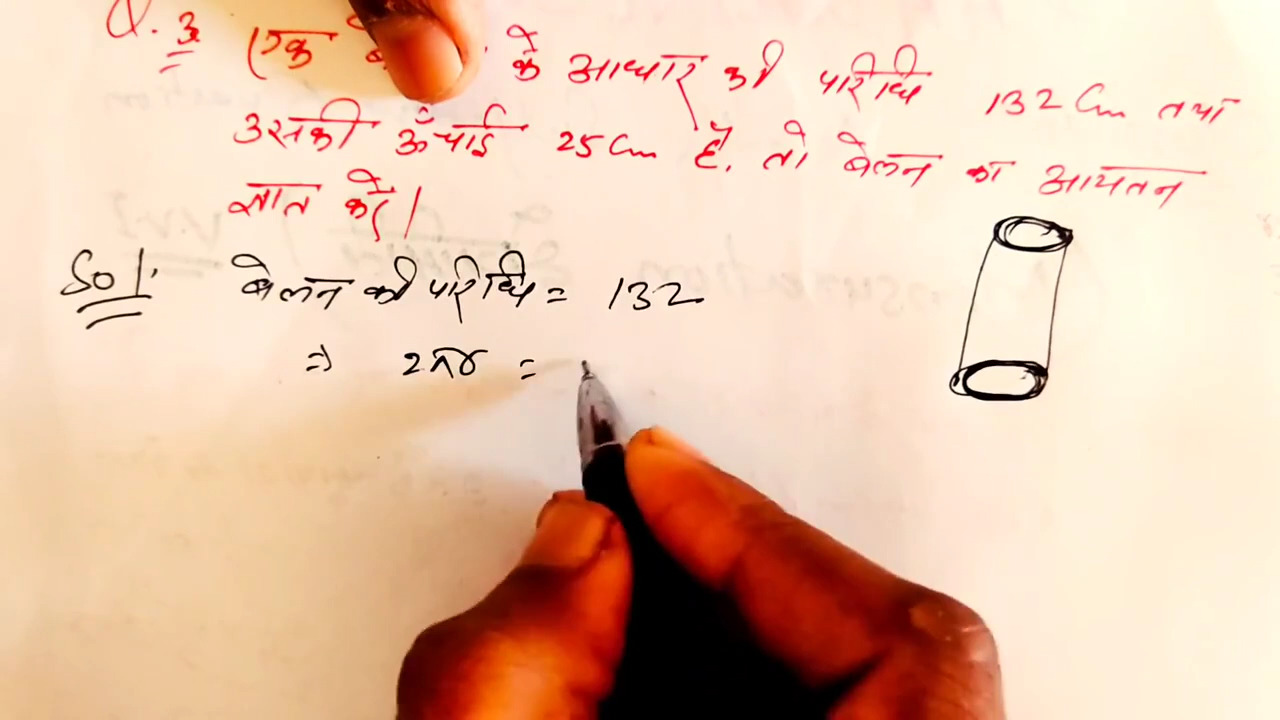 Q. 3. एक के आधार की परिधि 132 Cm तथा
उसकी ऊँचाई 25 Cm है. तो बेलन का आयतन
ज्ञात करें।
Sol: बेलन की परिधि = 132
⇒ 2πr =